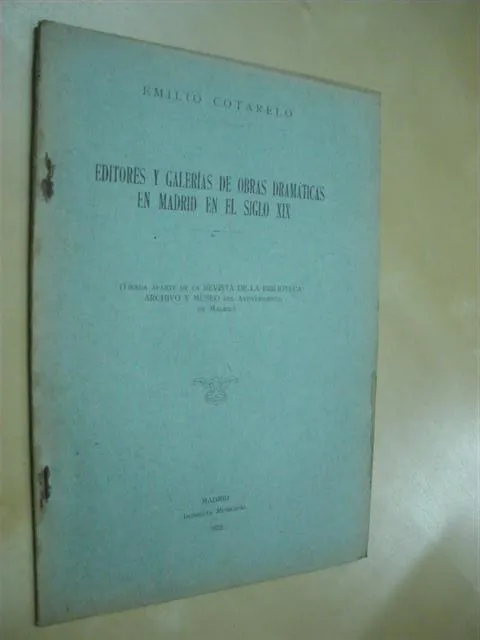 EMILIO COTARELO
EDITORES Y GALERÍAS DE OBRAS DRAMÁTICAS
EN MADRID EN EL SIGLO XIX
(TIRADA APARTE DE LA REVISTA DE LA BIBLIOTECA
ARCHIVO Y MUSEO DEL AYUNTAMIENTO
DE MADRID)
MADRID
IMPRENTA MUNICIPAL